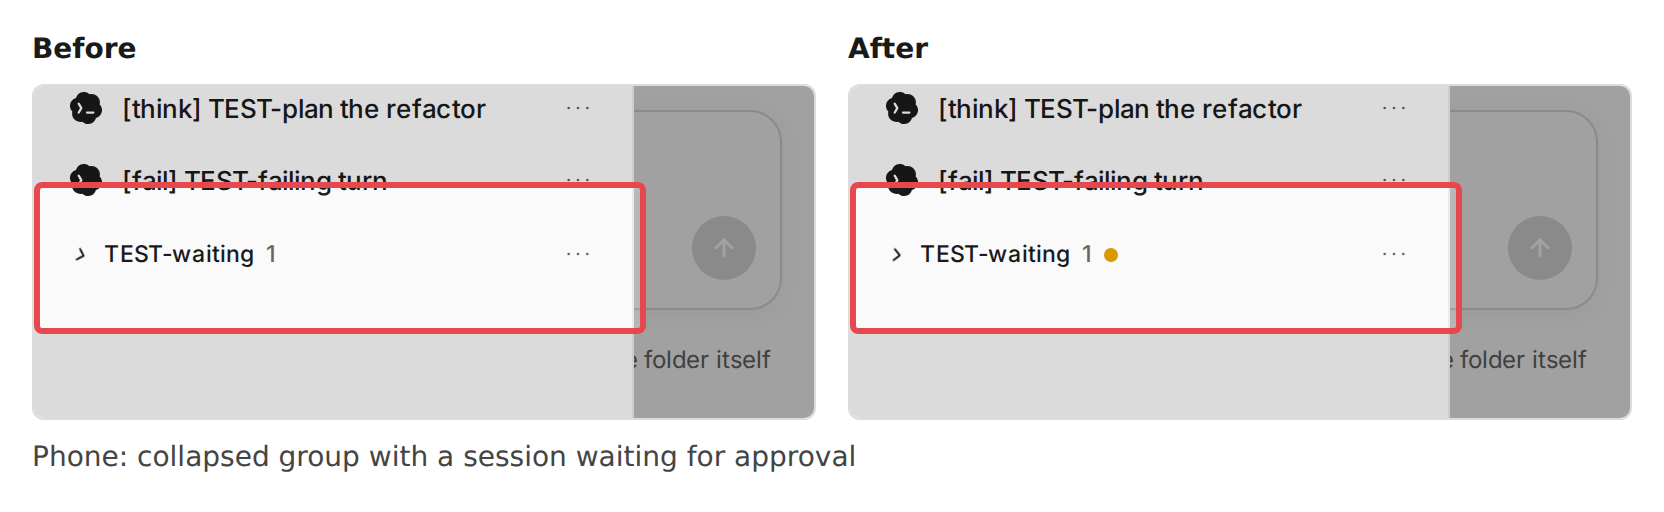 Before
[think] TEST-plan the refactor ...
[fail] TEST-failing turn ...
TEST-waiting 1 ...
folder itself
After
[think] TEST-plan the refactor ...
[fail] TEST-failing turn ...
TEST-waiting 1 ...
folder itself
Phone: collapsed group with a session waiting for approval